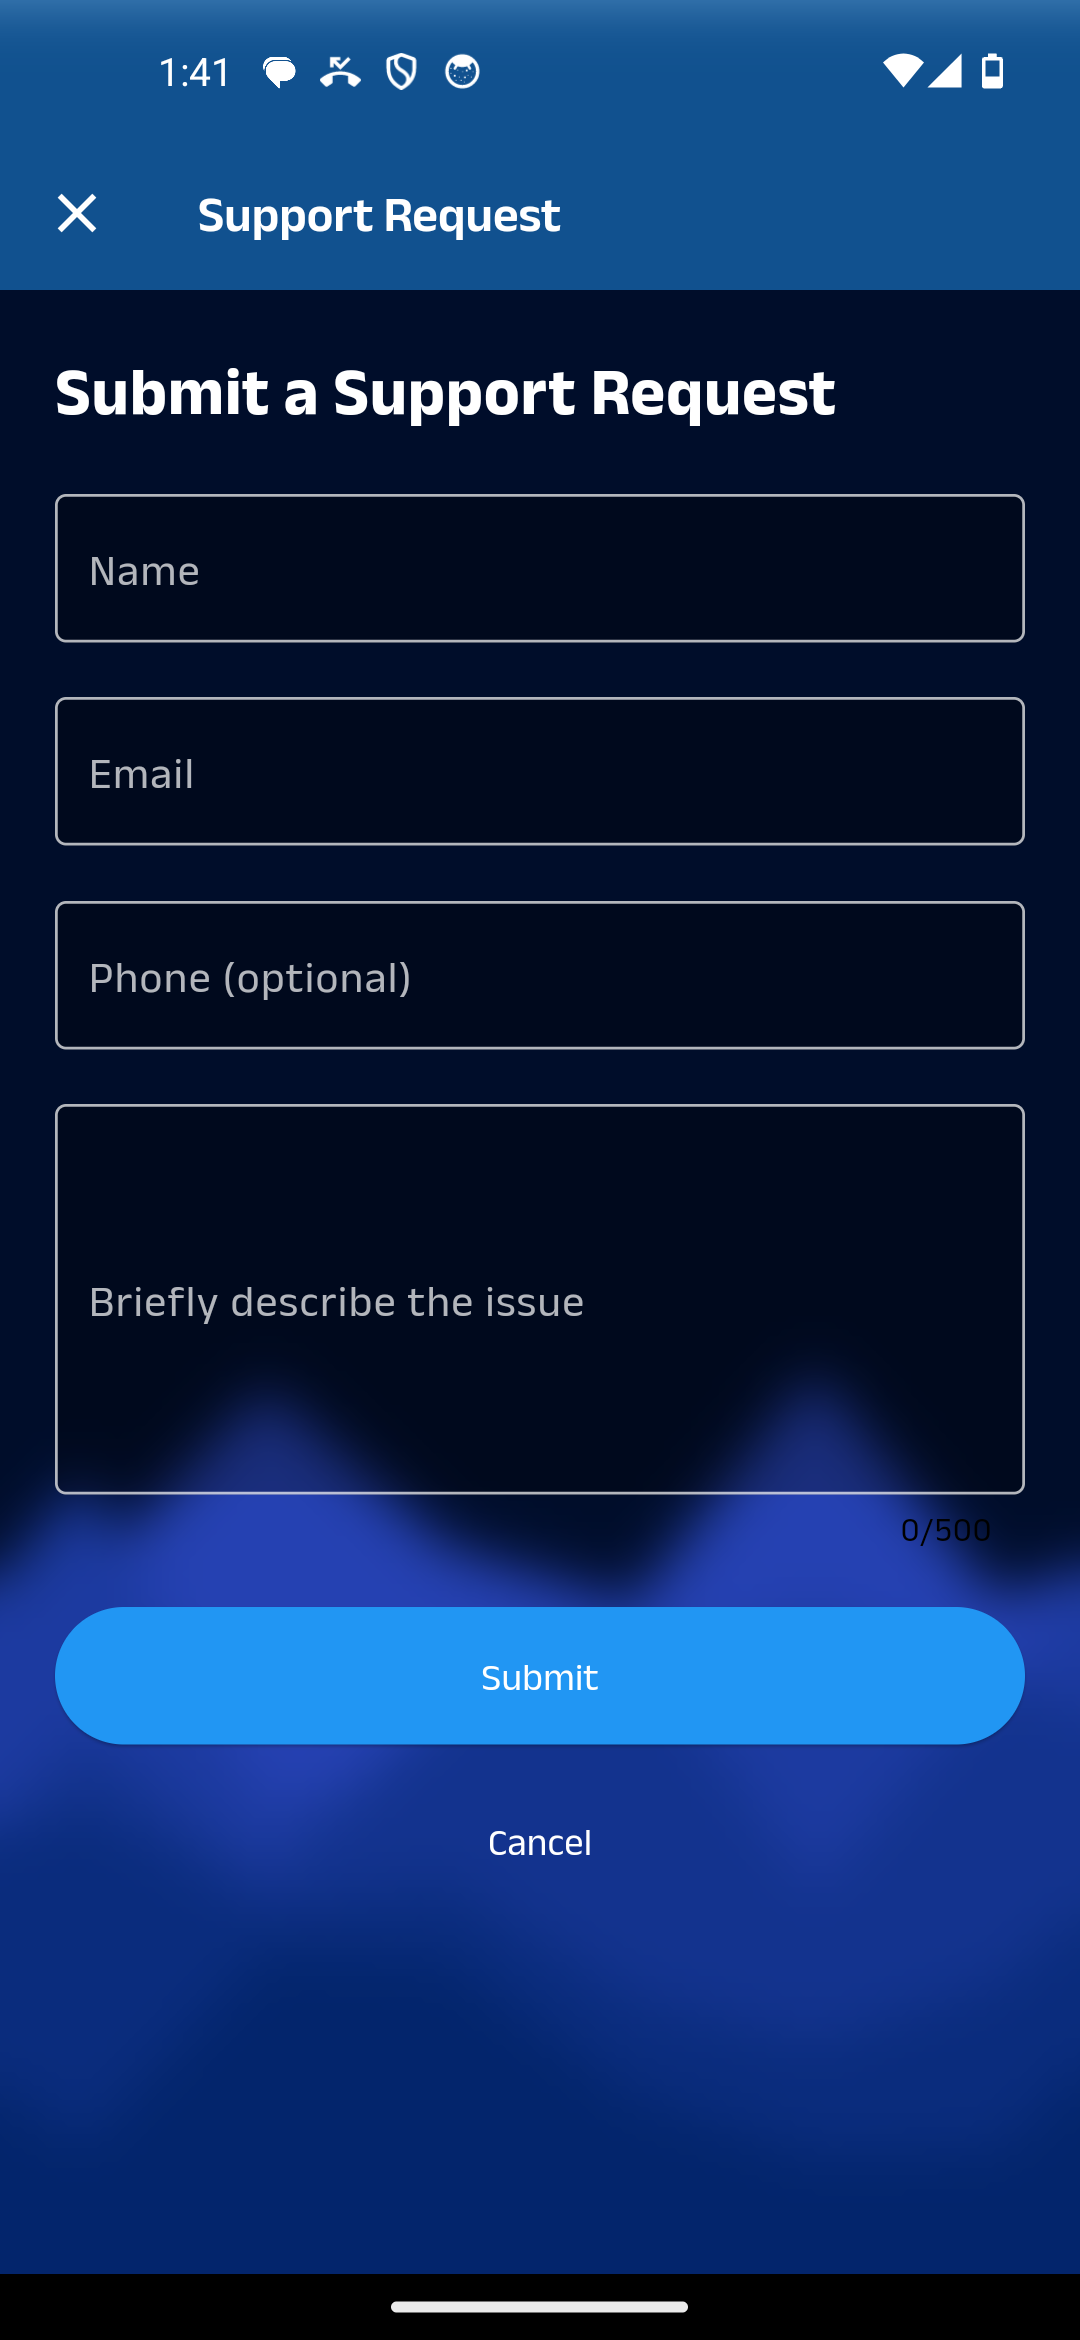 1:41
Support Request
Submit a Support Request
Name
Email
Phone (optional)
Briefly describe the issue
0/500
Submit
Cancel